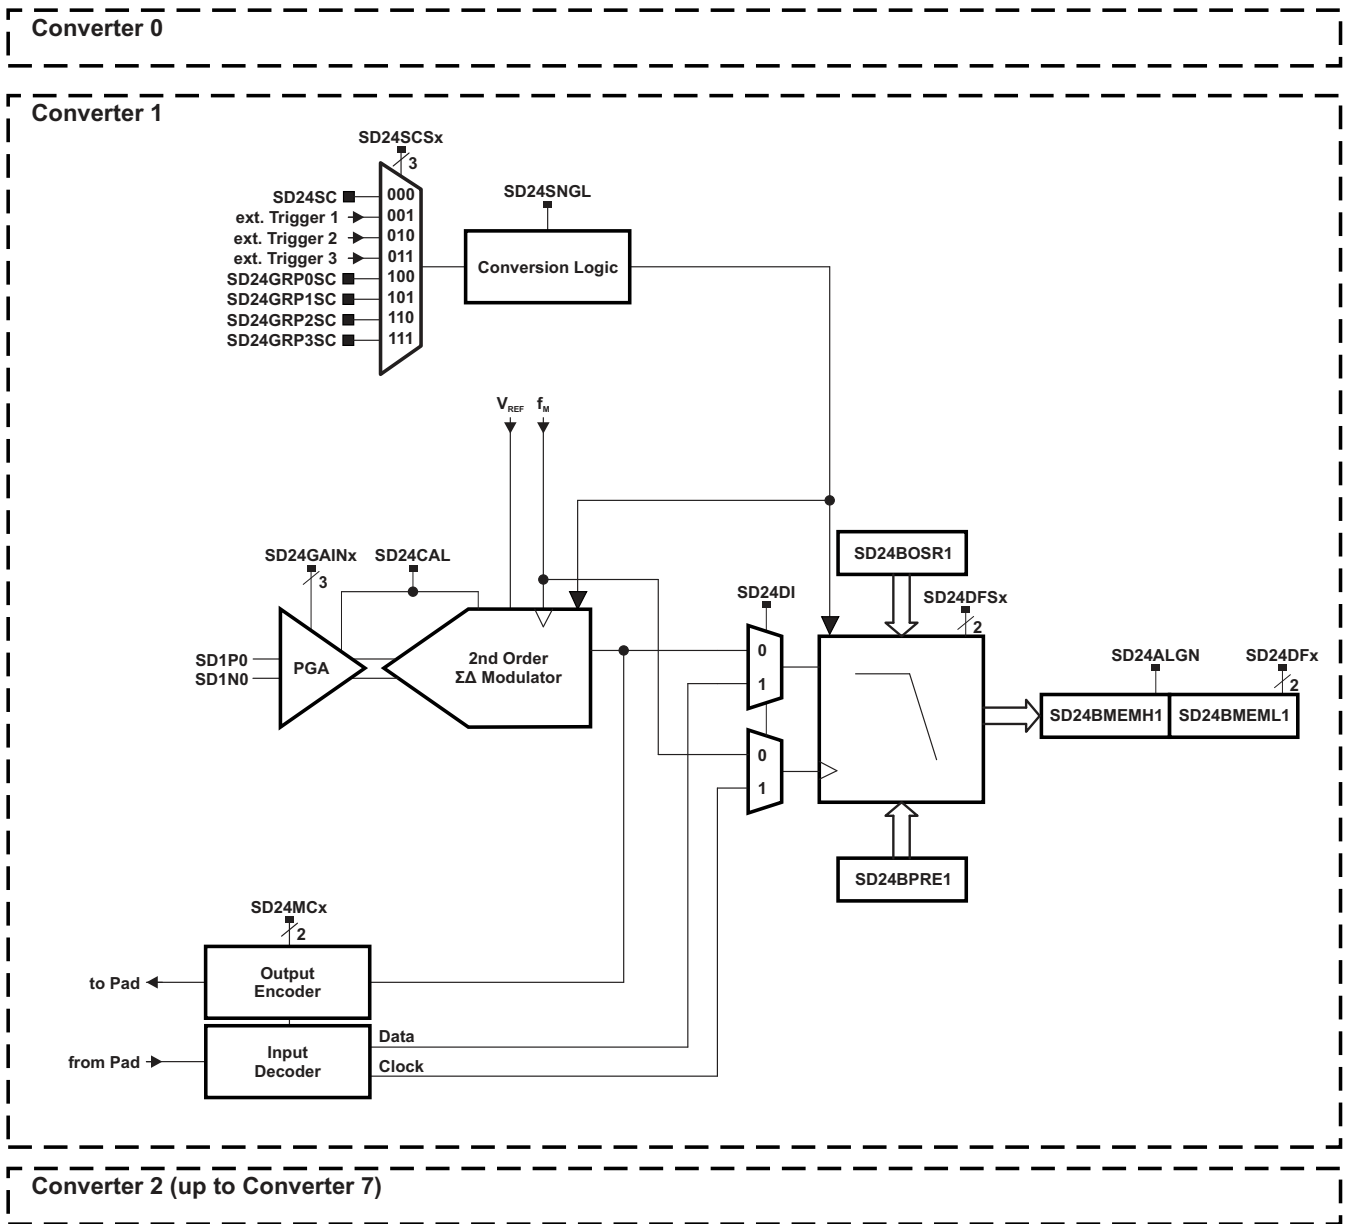 Converter 0
Converter 1
SD24SCSx
3
SD24SC
000
ext. Trigger 1
001
ext. Trigger 2
010
ext. Trigger 3
011
SD24GRP0SC
100
SD24GRP1SC
101
SD24GRP2SC
110
SD24GRP3SC
111
SD24SNGL
Conversion Logic
VREF
fM
SD24GAINx
3
SD24CAL
SD1P0
SD1N0
PGA
2nd Order
ΣΔ Modulator
SD24DI
0
1
0
1
SD24BOSR1
SD24DFSx
2
SD24BPRE1
SD24ALGN
SD24DFx
2
SD24BMEMH1
SD24BMEML1
SD24MCx
2
to Pad
Output
Encoder
from Pad
Input
Decoder
Data
Clock
Converter 2 (up to Converter 7)